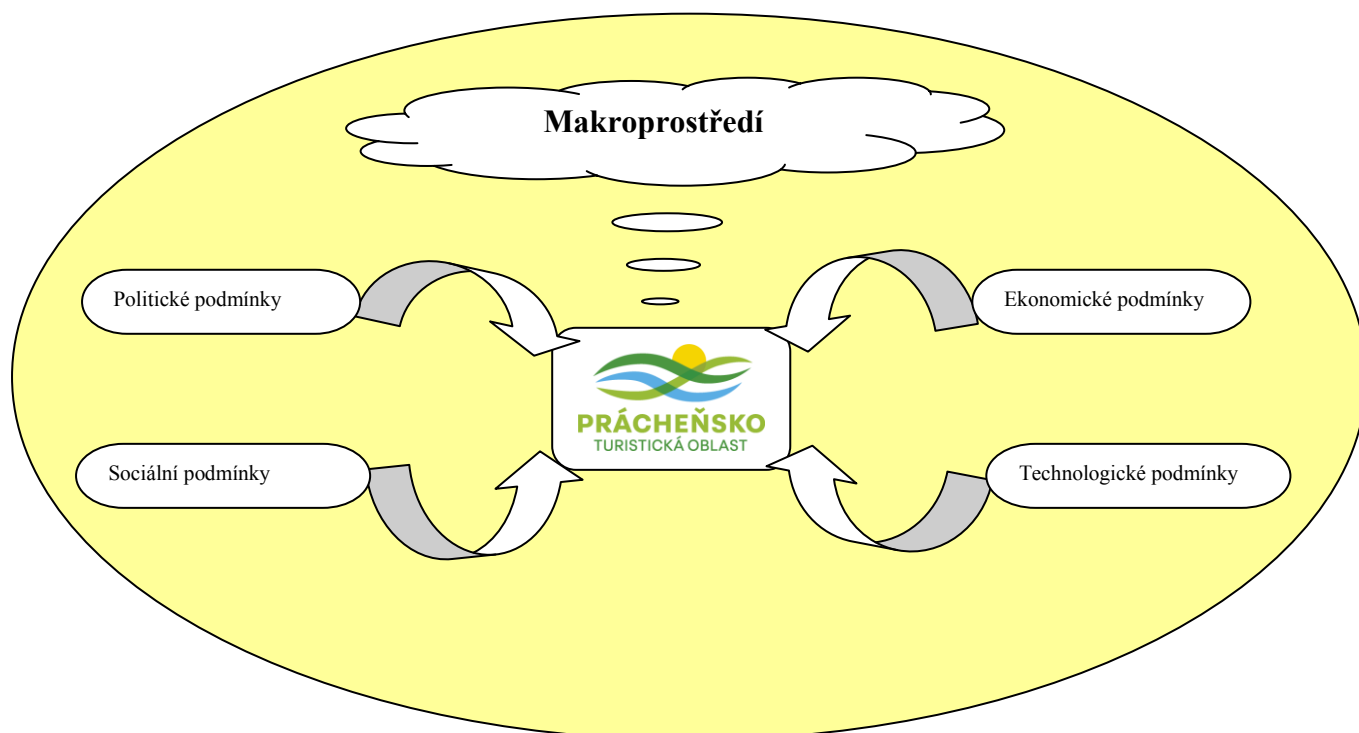 Makroprostředí
Politické podmínky
Ekonomické podmínky
PRÁCHEŇSKO
TURISTICKÁ OBLAST
Sociální podmínky
Technologické podmínky